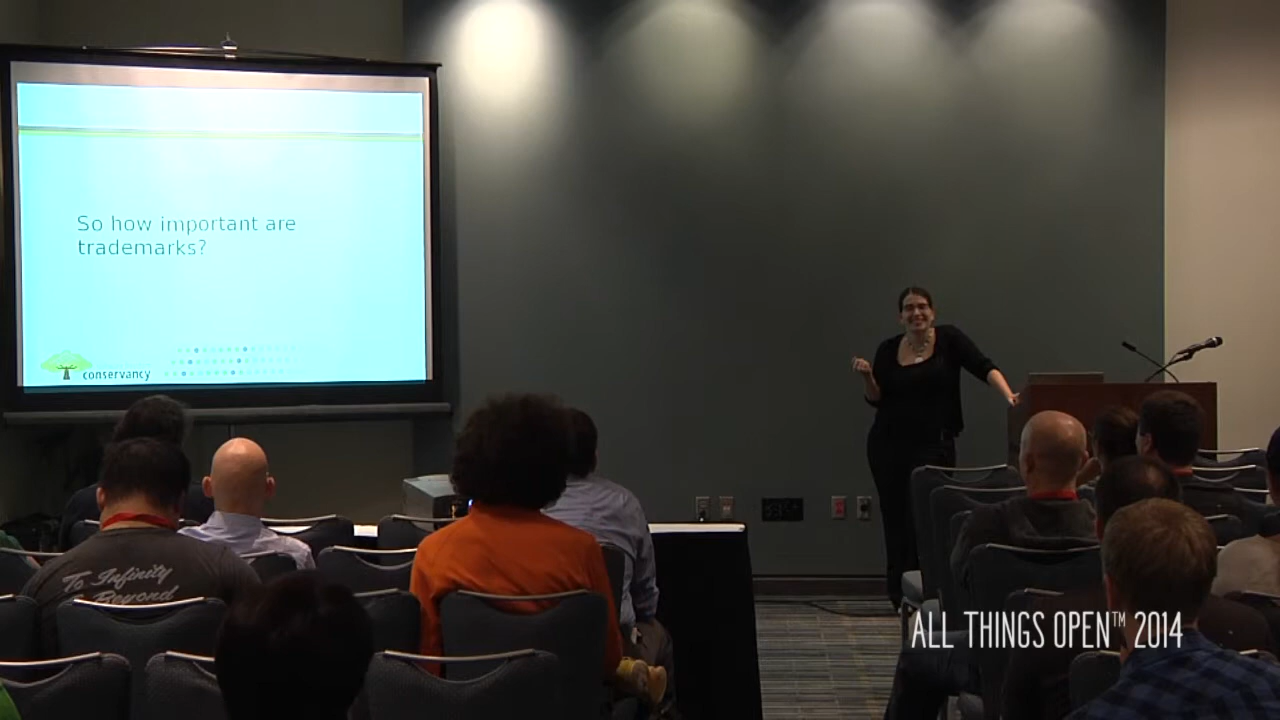 So how important are
trademarks?
conservancy
To Infinity
& Beyond
ALL THINGS OPEN™ 2014